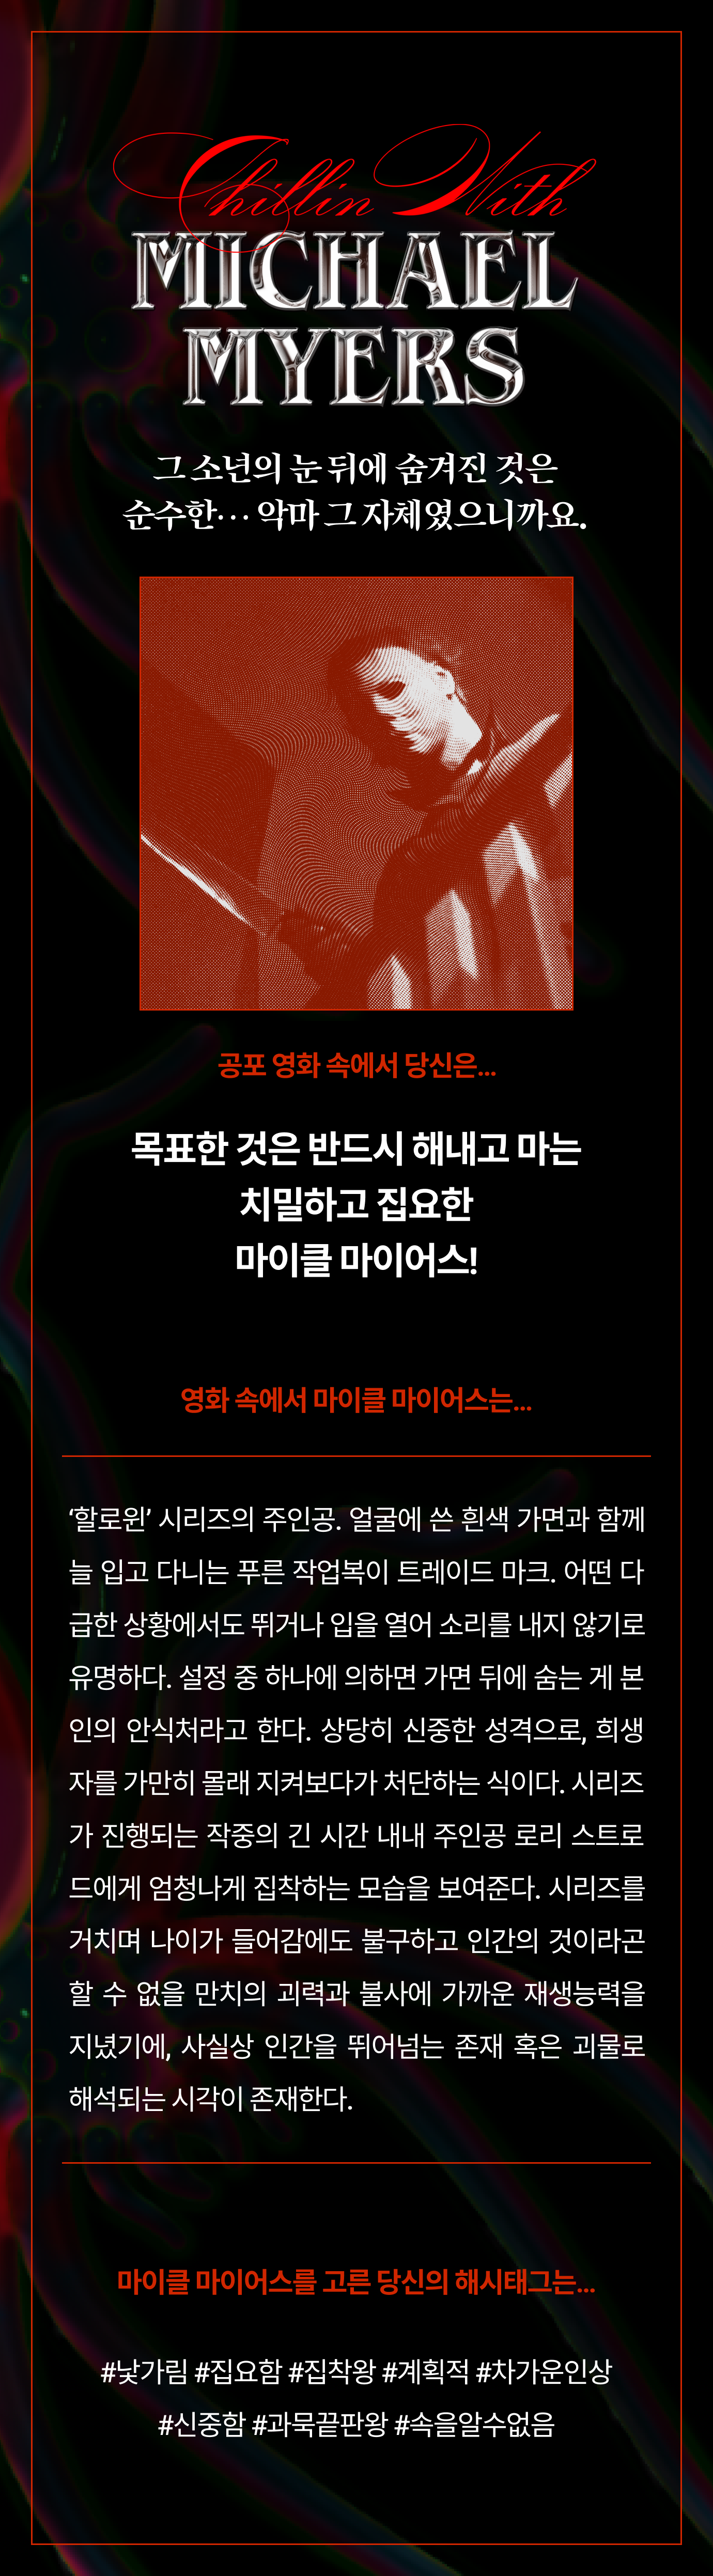 Chillin With
MICHAEL
MYERS
그 소년의 눈 뒤에 숨겨진 것은
순수한… 악마 그 자체였으니까요.
공포 영화 속에서 당신은...
목표한 것은 반드시 해내고 마는
치밀하고 집요한
마이클 마이어스!
영화 속에서 마이클 마이어스는...
‘할로윈’ 시리즈의 주인공. 얼굴에 쓴 흰색 가면과 함께
늘 입고 다니는 푸른 작업복이 트레이드 마크. 어떤 다
급한 상황에서도 뛰거나 입을 열어 소리를 내지 않기로
유명하다. 설정 중 하나에 의하면 가면 뒤에 숨는 게 본
인의 안식처라고 한다. 상당히 신중한 성격으로, 희생
자를 가만히 몰래 지켜보다가 처단하는 식이다. 시리즈
가 진행되는 작중의 긴 시간 내내 주인공 로리 스트로
드에게 엄청나게 집착하는 모습을 보여준다. 시리즈를
거치며 나이가 들어감에도 불구하고 인간의 것이라곤
할 수 없을 만치의 괴력과 불사에 가까운 재생능력을
지녔기에, 사실상 인간을 뛰어넘는 존재 혹은 괴물로
해석되는 시각이 존재한다.
마이클 마이어스를 고른 당신의 해시태그는...
#낯가림 #집요함 #집착왕 #계획적 #차가운인상
#신중함 #과묵끝판왕 #속을알수없음